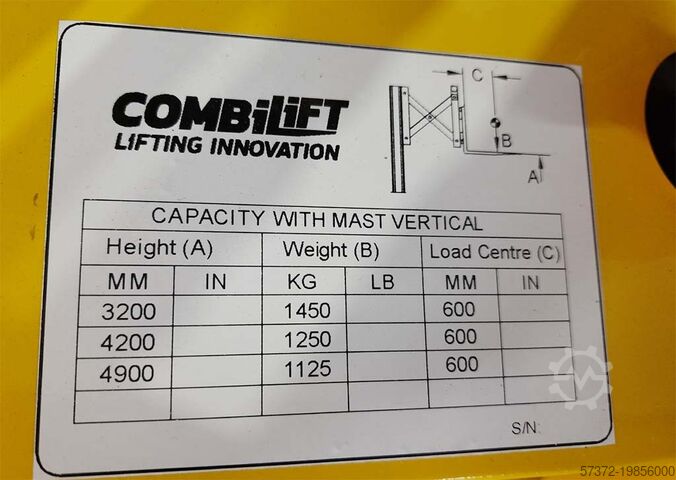 C
COMBiLiFT
LIFTING INNOVATION
B
A
CAPACITY WITH MAST VERTICAL
Height (A) Weight (B) Load Centre (C)
MM IN KG LB MM IN
3200 1450 600
4200 1250 600
4900 1125 600
S/N:
57372-19856000